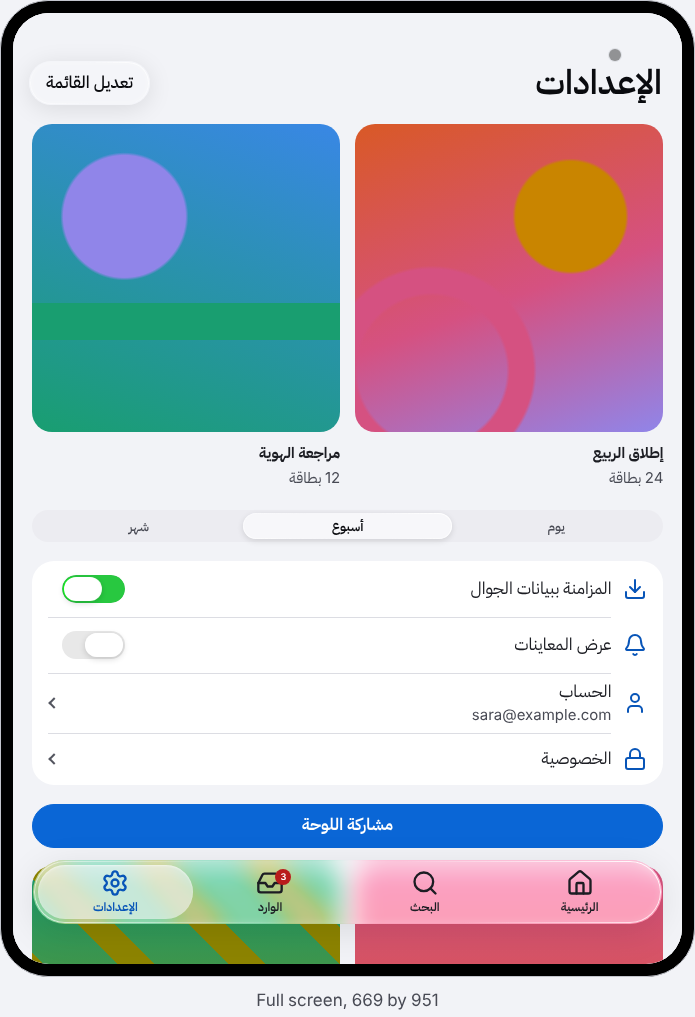 الإعدادات
تعديل القائمة
إطلاق الربيع
24 بطاقة
مراجعة الهوية
12 بطاقة
يوم
أسبوع
شهر
المزامنة ببيانات الجوال
عرض المعاينات
الحساب
sara@example.com
الخصوصية
مشاركة اللوحة
الرئيسية
البحث
3
الوارد
الإعدادات
Full screen, 669 by 951